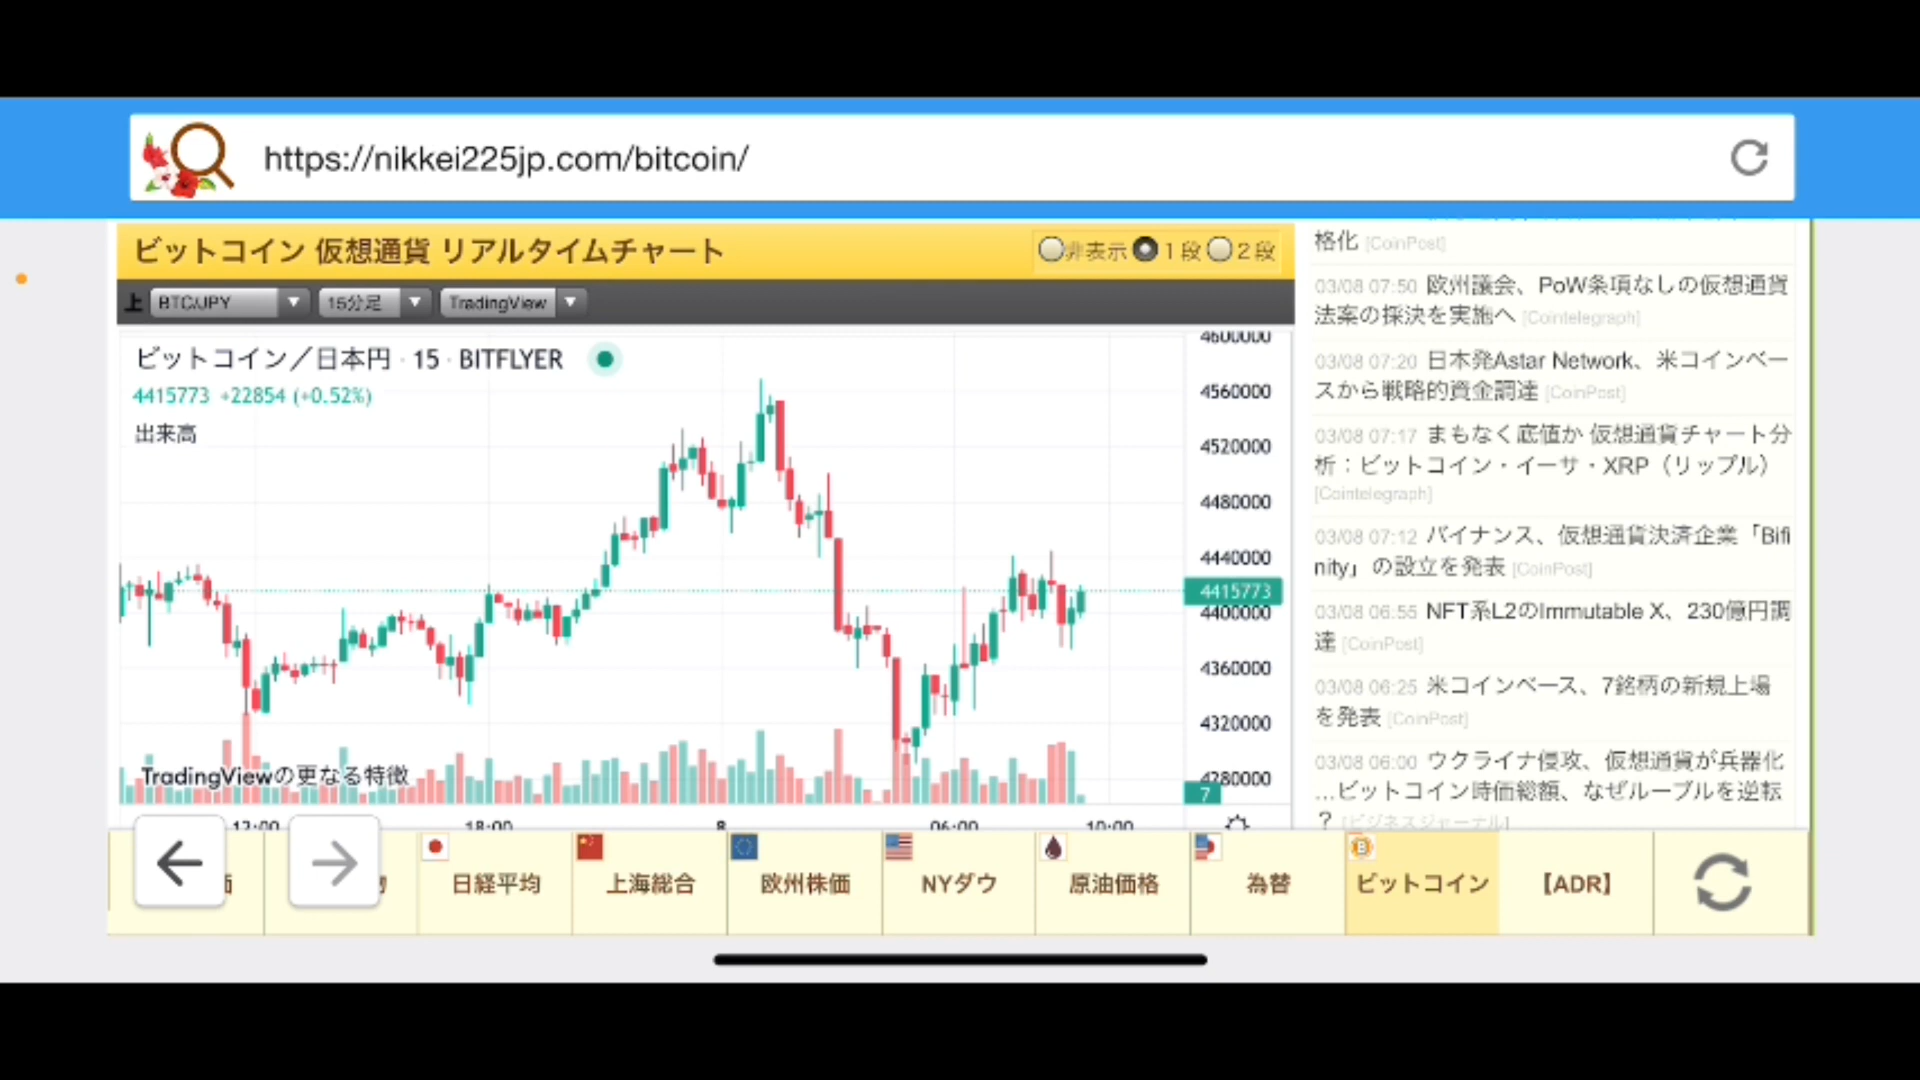 https://nikkei225jp.com/bitcoin/
ビットコイン 仮想通貨 リアルタイムチャート
非表示 1段 2段
上 BTC/JPY 15分足 TradingView
ビットコイン／日本円 · 15 · BITFLYER
4415773 +22854 (+0.52%)
出来高
4600000
4560000
4520000
4480000
4440000
4415773
4400000
4360000
4320000
4280000
7
TradingViewの更なる特徴
12:00 18:00 8 06:00 10:00
格化 [CoinPost]
03/08 07:50 欧州議会、PoW条項なしの仮想通貨
法案の採決を実施へ [Cointelegraph]
03/08 07:20 日本発Astar Network、米コインベー
スから戦略的資金調達 [CoinPost]
03/08 07:17 まもなく底値か 仮想通貨チャート分
析：ビットコイン・イーサ・XRP（リップル）
[Cointelegraph]
03/08 07:12 バイナンス、仮想通貨決済企業「Bifi
nity」の設立を発表 [CoinPost]
03/08 06:55 NFT系L2のImmutable X、230億円調
達 [CoinPost]
03/08 06:25 米コインベース、7銘柄の新規上場
を発表 [CoinPost]
03/08 06:00 ウクライナ侵攻、仮想通貨が兵器化
…ビットコイン時価総額、なぜルーブルを逆転
？ [ビジネスジャーナル]
日経平均 上海総合 欧州株価 NYダウ 原油価格 為替 ビットコイン 【ADR】